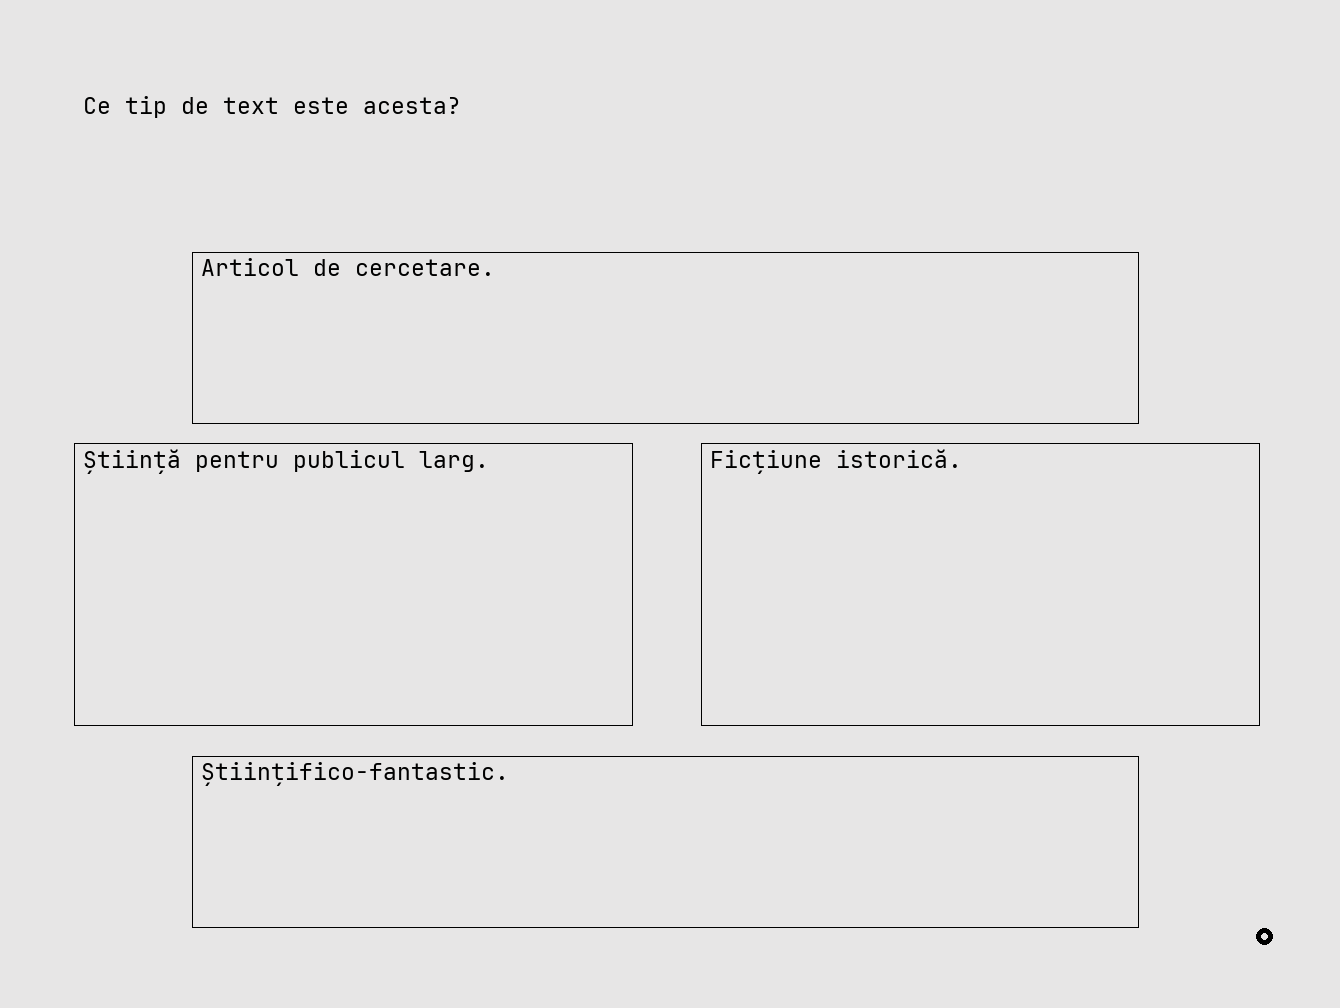 Ce tip de text este acesta?
Articol de cercetare.
Știință pentru publicul larg.
Ficțiune istorică.
Științifico-fantastic.